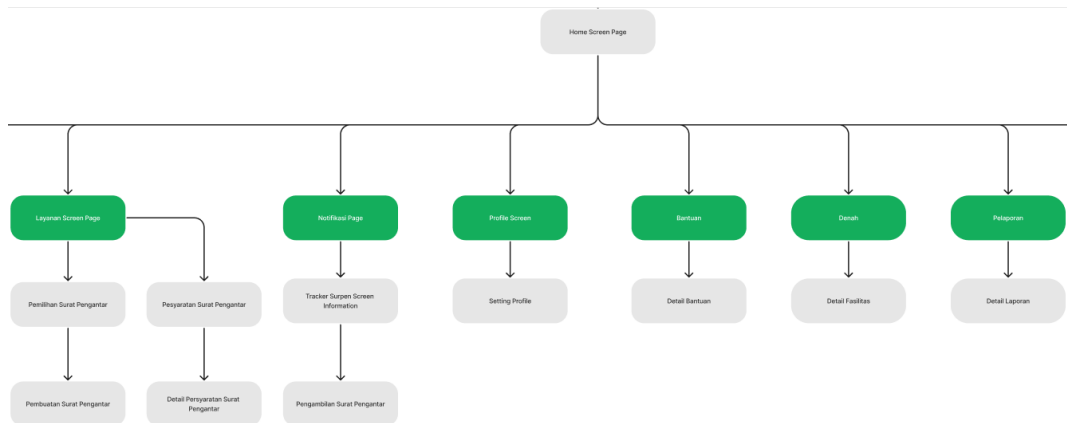 Home Screen Page
Layanan Screen Page
Notifikasi Page
Profile Screen
Bantuan
Denah
Pelaporan
Pemilihan Surat Pengantar
Pesyaratan Surat Pengantar
Tracker Surpen Screen
Information
Setting Profile
Detail Bantuan
Detail Fasilitas
Detail Laporan
Pembuatan Surat Pengantar
Detail Persyaratan Surat
Pengantar
Pengambilan Surat Pengantar